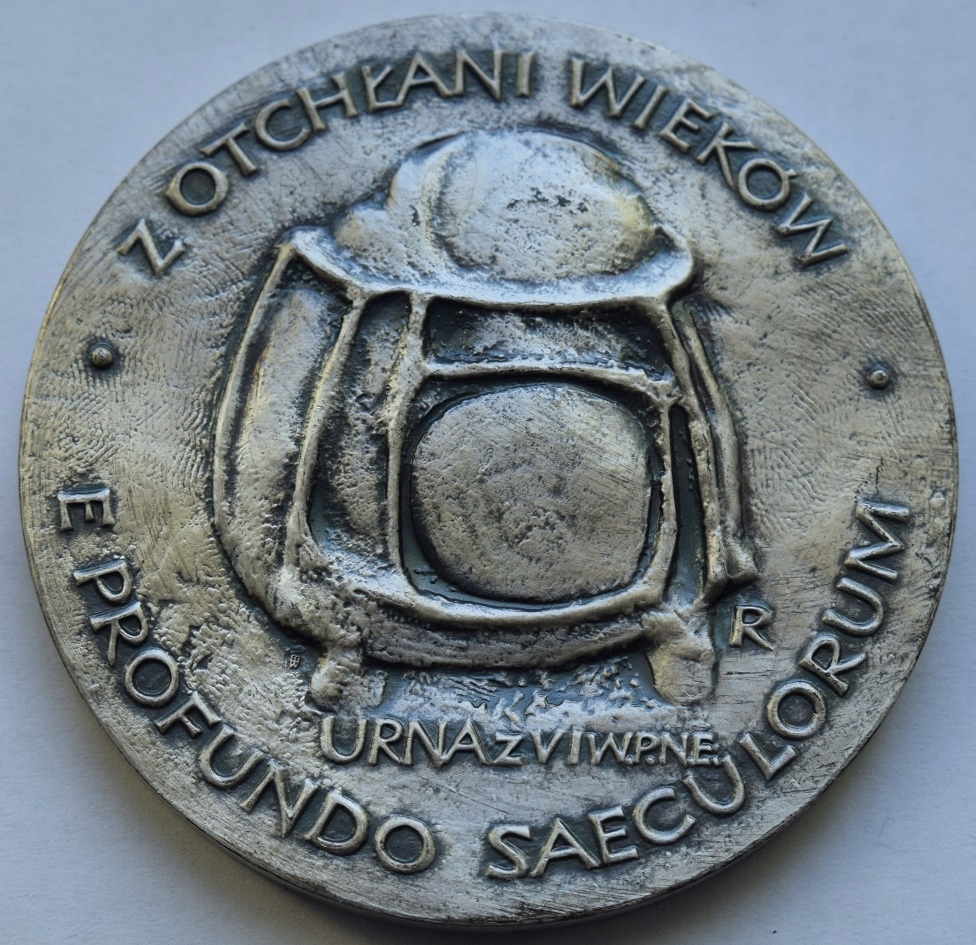 Z OTCHŁANI WIEKÓW
R
URNA Z VI W.P.N.E.
E PROFUNDO SAECULORUM